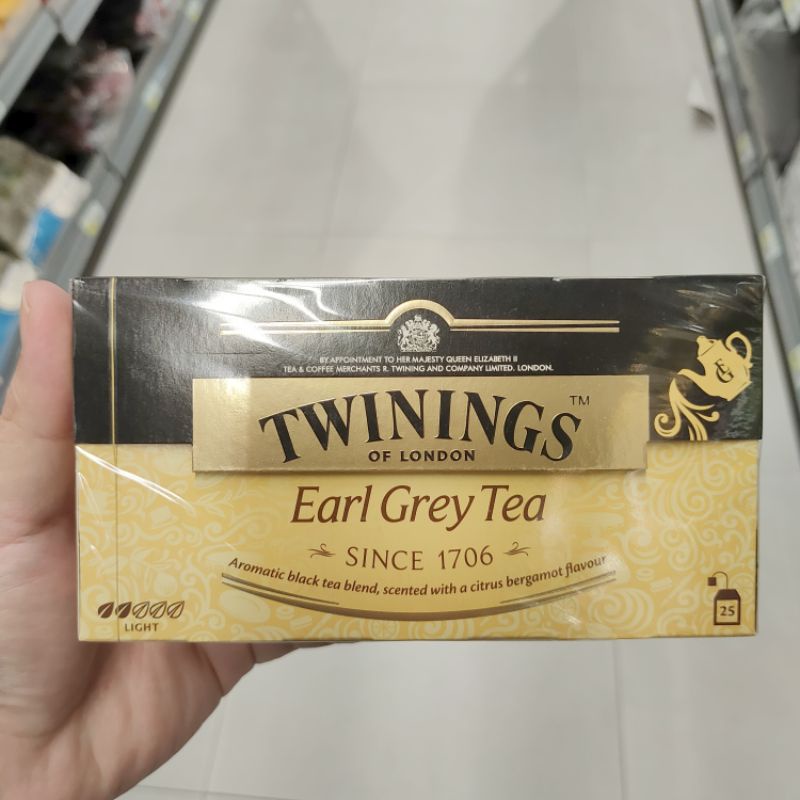 BY APPOINTMENT TO HER MAJESTY QUEEN ELIZABETH II
TEA & COFFEE MERCHANTS R. TWINING AND COMPANY LIMITED. LONDON.
TWININGS™
OF LONDON
EG
Earl Grey Tea
SINCE 1706
Aromatic black tea blend, scented with a citrus bergamot flavour
LIGHT
25